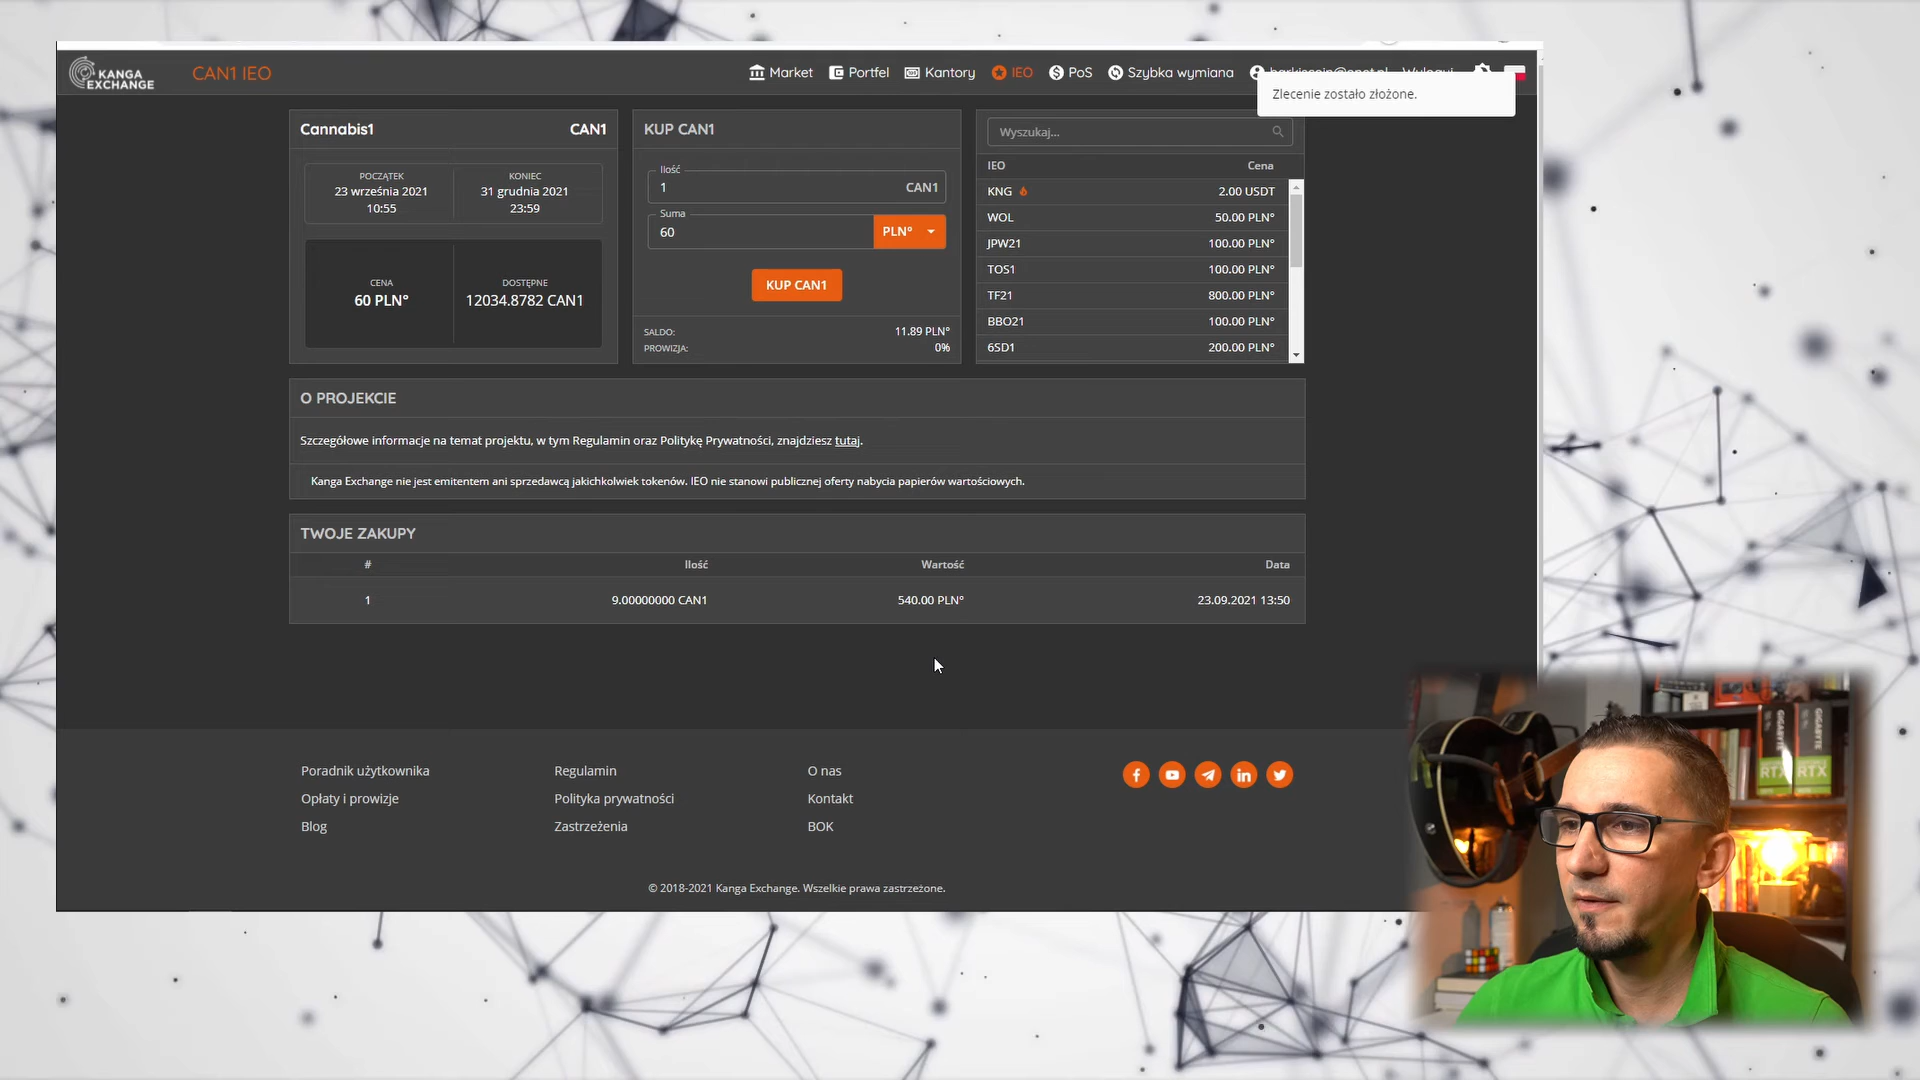 KANGA
EXCHANGE
CAN1 IEO
Market
Portfel
Kantory
IEO
PoS
Szybka wymiana
Zlecenie zostało złożone.
Cannabis1
CAN1
POCZĄTEK
23 września 2021
10:55
KONIEC
31 grudnia 2021
23:59
CENA
60 PLN°
DOSTĘPNE
12034.8782 CAN1
KUP CAN1
Ilość
1
CAN1
Suma
60
PLN°
KUP CAN1
SALDO:
11.89 PLN°
PROWIZJA:
0%
Wyszukaj...
IEO Cena
KNG 2.00 USDT
WOL 50.00 PLN°
JPW21 100.00 PLN°
TOS1 100.00 PLN°
TF21 800.00 PLN°
BBO21 100.00 PLN°
6SD1 200.00 PLN°
O PROJEKCIE
Szczegółowe informacje na temat projektu, w tym Regulamin oraz Politykę Prywatności, znajdziesz tutaj.
Kanga Exchange nie jest emitentem ani sprzedawcą jakichkolwiek tokenów. IEO nie stanowi publicznej oferty nabycia papierów wartościowych.
TWOJE ZAKUPY
# Ilość Wartość Data
1 9.00000000 CAN1 540.00 PLN° 23.09.2021 13:50
Poradnik użytkownika
Opłaty i prowizje
Blog
Regulamin
Polityka prywatności
Zastrzeżenia
O nas
Kontakt
BOK
© 2018-2021 Kanga Exchange. Wszelkie prawa zastrzeżone.
GIGABYTE
GIGABYTE
RTX
RTX